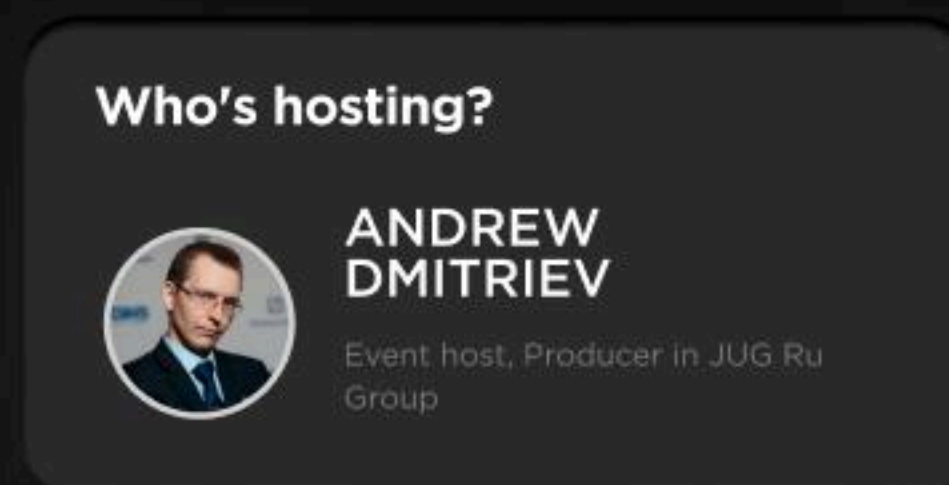 Who's hosting?
ANDREW
DMITRIEV
Event host, Producer in JUG Ru
Group